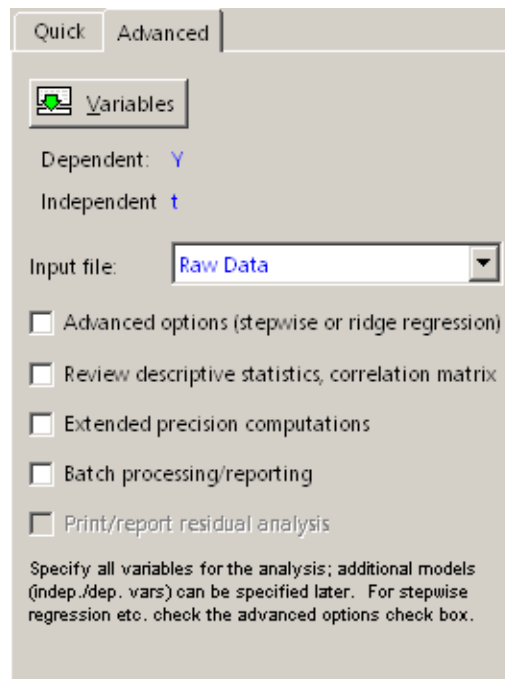 Quick Advanced
Variables
Dependent: Y
Independent t
Input file: Raw Data
Advanced options (stepwise or ridge regression)
Review descriptive statistics, correlation matrix
Extended precision computations
Batch processing/reporting
Print/report residual analysis
Specify all variables for the analysis; additional models
(indep./dep. vars) can be specified later. For stepwise
regression etc. check the advanced options check box.